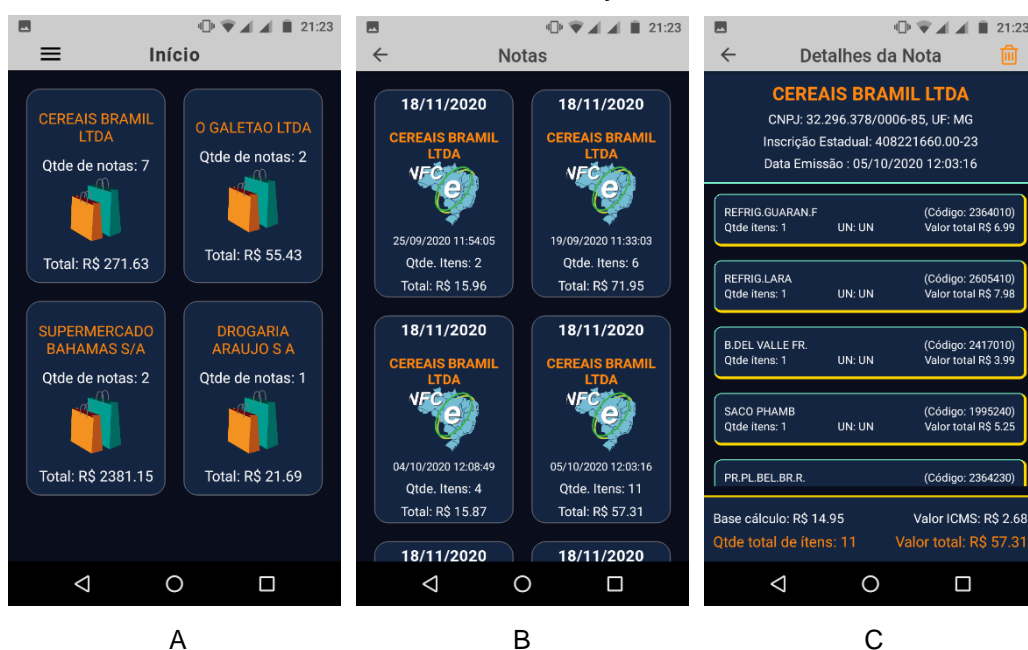 21:23
Início
CEREAIS BRAMIL
LTDA
Qtde de notas: 7
Total: R$ 271.63
O GALETAO LTDA
Qtde de notas: 2
Total: R$ 55.43
SUPERMERCADO
BAHAMAS S/A
Qtde de notas: 2
Total: R$ 2381.15
DROGARIA
ARAUJO S A
Qtde de notas: 1
Total: R$ 21.69
A
21:23
Notas
18/11/2020
CEREAIS BRAMIL
LTDA
NFC
e
25/09/2020 11:54:05
Qtde. Itens: 2
Total: R$ 15.96
18/11/2020
CEREAIS BRAMIL
LTDA
NFC
e
19/09/2020 11:33:03
Qtde. Itens: 6
Total: R$ 71.95
18/11/2020
CEREAIS BRAMIL
LTDA
NFC
e
04/10/2020 12:08:49
Qtde. Itens: 4
Total: R$ 15.87
18/11/2020
CEREAIS BRAMIL
LTDA
NFC
e
05/10/2020 12:03:16
Qtde. Itens: 11
Total: R$ 57.31
18/11/2020
18/11/2020
B
21:23
Detalhes da Nota
CEREAIS BRAMIL LTDA
CNPJ: 32.296.378/0006-85, UF: MG
Inscrição Estadual: 408221660.00-23
Data Emissão : 05/10/2020 12:03:16
REFRIG.GUARAN.F (Código: 2364010)
Qtde ítens: 1 UN: UN Valor total R$ 6.99
REFRIG.LARA (Código: 2605410)
Qtde ítens: 1 UN: UN Valor total R$ 7.98
B.DEL VALLE FR. (Código: 2417010)
Qtde ítens: 1 UN: UN Valor total R$ 3.99
SACO PHAMB (Código: 1995240)
Qtde ítens: 1 UN: UN Valor total R$ 5.25
PR.PL.BEL.BR.R. (Código: 2364230)
Base cálculo: R$ 14.95 Valor ICMS: R$ 2.68
Qtde total de ítens: 11 Valor total: R$ 57.31
C